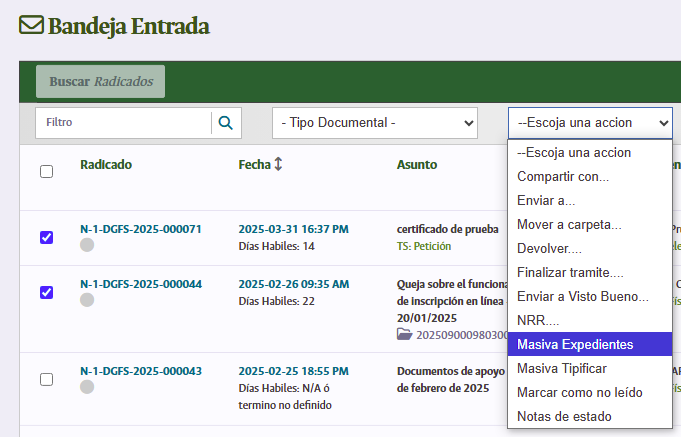 Bandeja Entrada
Buscar Radicados
Filtro
- Tipo Documental -
--Escoja una accion
--Escoja una accion
Compartir con...
Enviar a...
Mover a carpeta...
Devolver....
Finalizar tramite....
Enviar a Visto Bueno...
NRR....
Masiva Expedientes
Masiva Tipificar
Marcar como no leído
Notas de estado
Radicado
Fecha
Asunto
N-1-DGFS-2025-000071
2025-03-31 16:37 PM
Días Habiles: 14
certificado de prueba
TS: Petición
N-1-DGFS-2025-000044
2025-02-26 09:35 AM
Días Habiles: 22
Queja sobre el funciona
de inscripción en línea
20/01/2025
202509000980300
N-1-DGFS-2025-000043
2025-02-25 18:55 PM
Días Habiles: N/A ó
termino no definido
Documentos de apoyo
de febrero de 2025